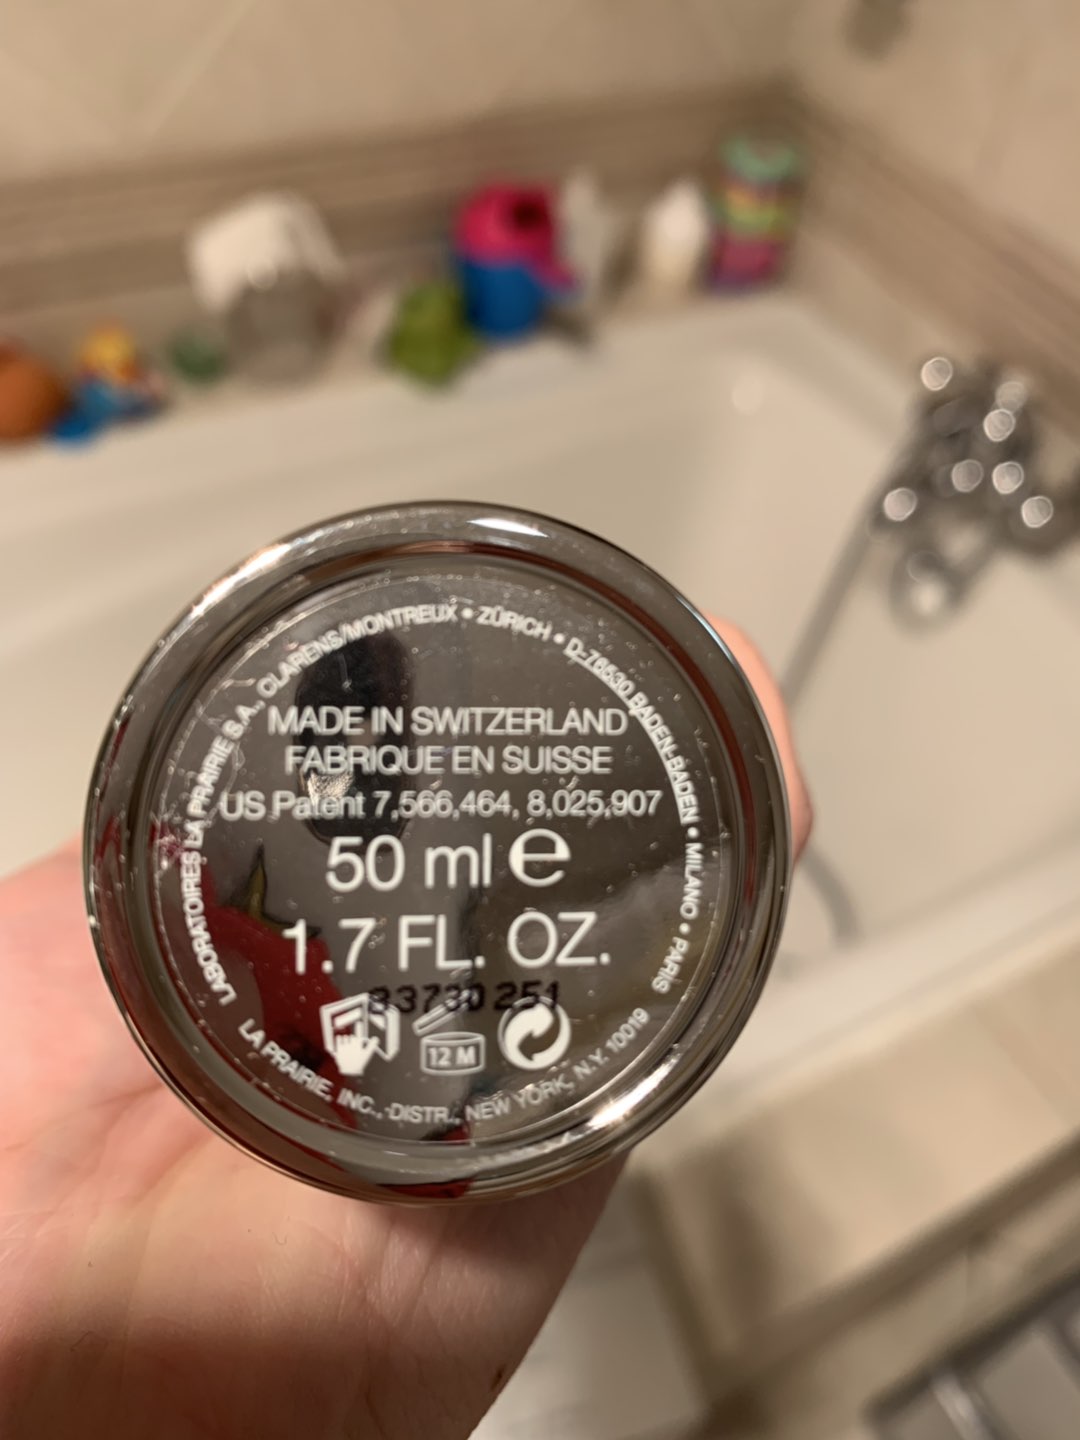 LABORATOIRES LA PRAIRIE S.A., CLARENS/MONTREUX • ZÜRICH • D-76530 BADEN-BADEN • MILANO • PARIS
MADE IN SWITZERLAND
FABRIQUE EN SUISSE
US Patent 7,566,464, 8,025,907
50 ml e
1.7 FL. OZ.
251
12 M
LA PRAIRIE, INC., DISTR., NEW YORK, N.Y. 10019